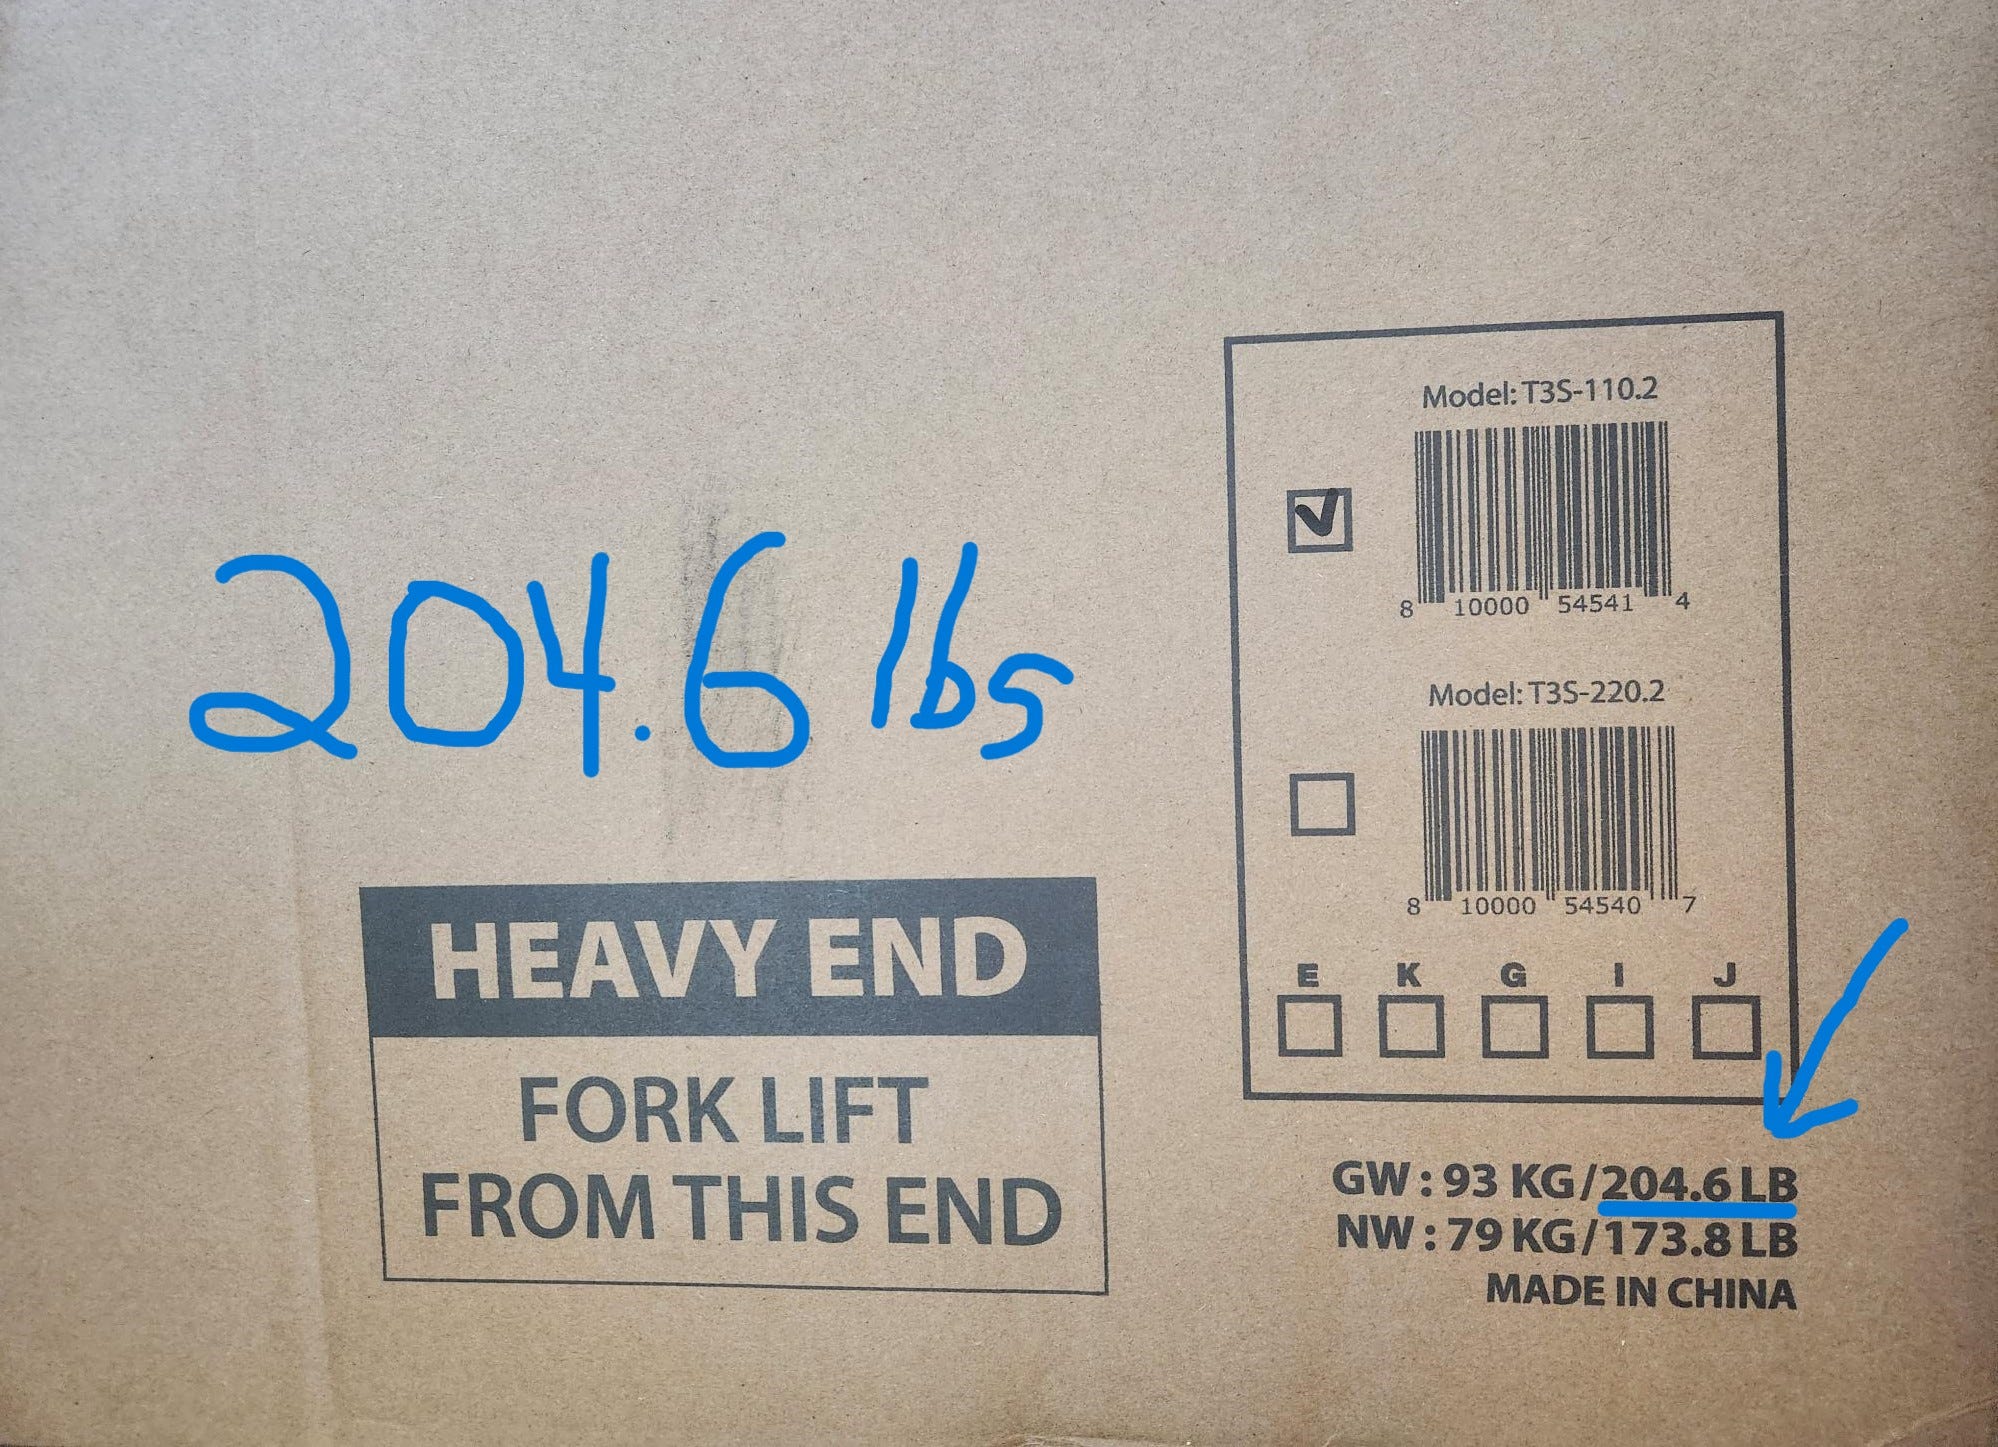 204.6 lbs
HEAVY END
FORK LIFT
FROM THIS END
Model: T3S-110.2
8 10000 54541 4
Model: T3S-220.2
8 10000 54540 7
E K G I J
GW : 93 KG/204.6 LB
NW : 79 KG/173.8 LB
MADE IN CHINA